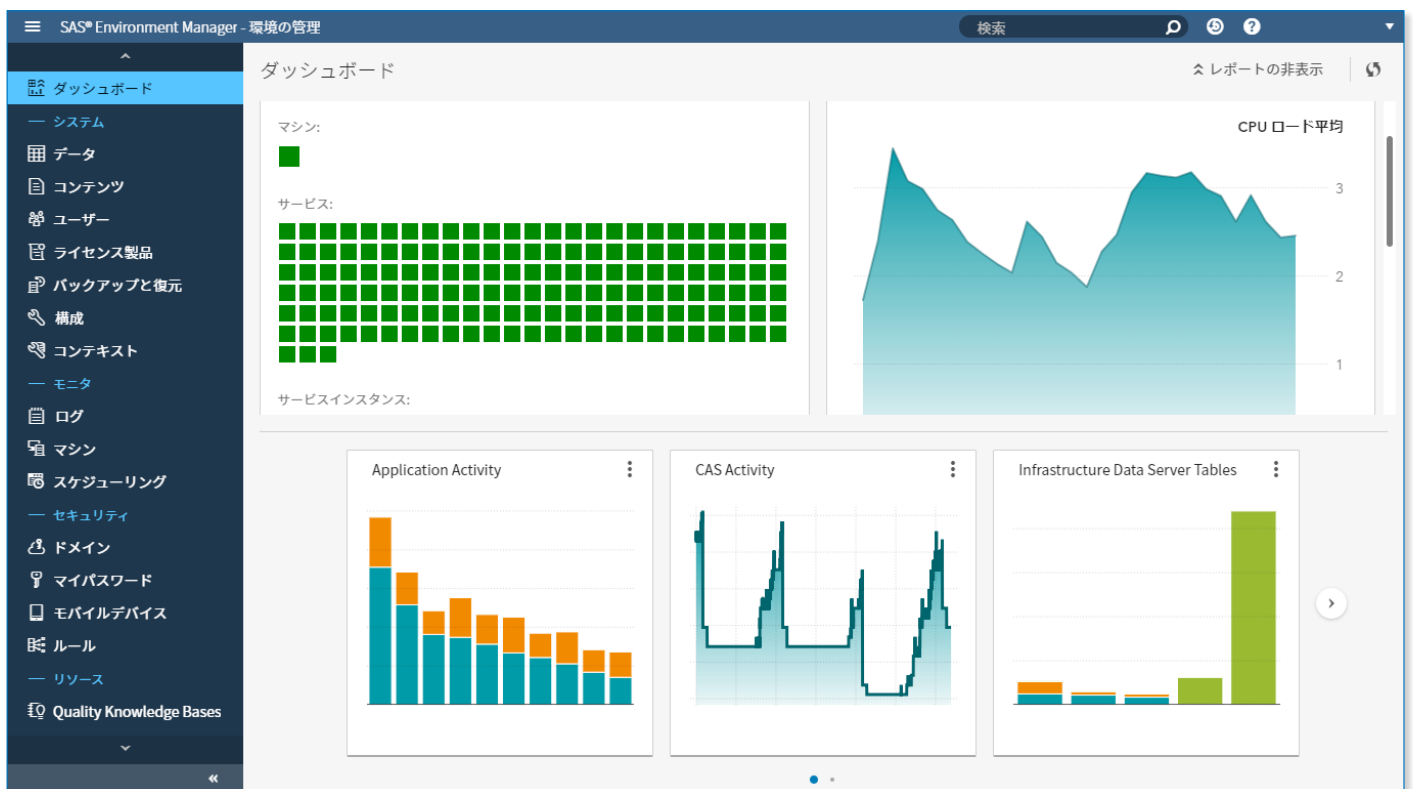 SAS® Environment Manager - 環境の管理
検索
ダッシュボード
システム
データ
コンテンツ
ユーザー
ライセンス製品
バックアップと復元
構成
コンテキスト
モニタ
ログ
マシン
スケジューリング
セキュリティ
ドメイン
マイパスワード
モバイルデバイス
ルール
リソース
Quality Knowledge Bases
ダッシュボード
レポートの非表示
マシン:
サービス:
サービスインスタンス:
CPU ロード平均
3
2
1
Application Activity
CAS Activity
Infrastructure Data Server Tables